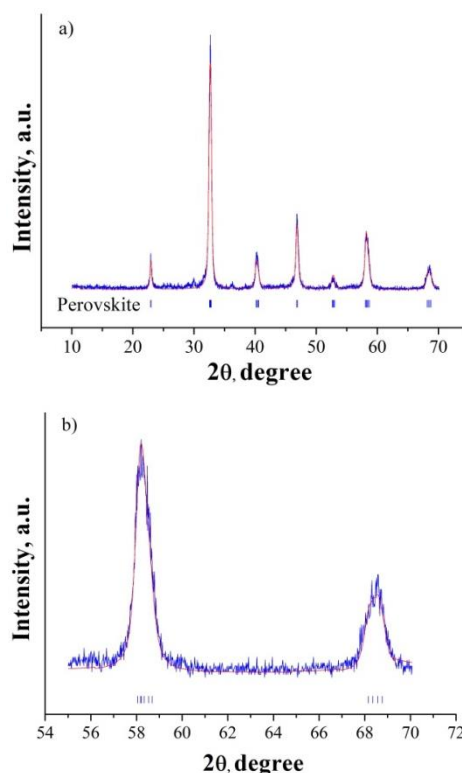 a)
Intensity, a.u.
Perovskite
10 20 30 40 50 60 70
2θ, degree
b)
Intensity, a.u.
54 56 58 60 62 64 66 68 70 72
2θ, degree